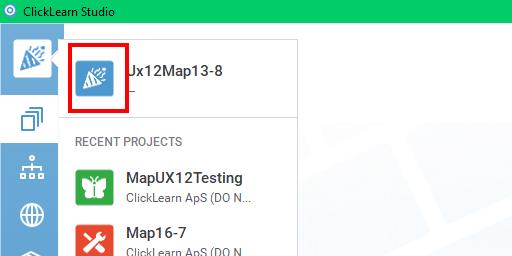 ClickLearn Studio
Ux12Map13-8
—
RECENT PROJECTS
MapUX12Testing
ClickLearn ApS (DO N...
Map16-7
ClickLearn ApS (DO N...